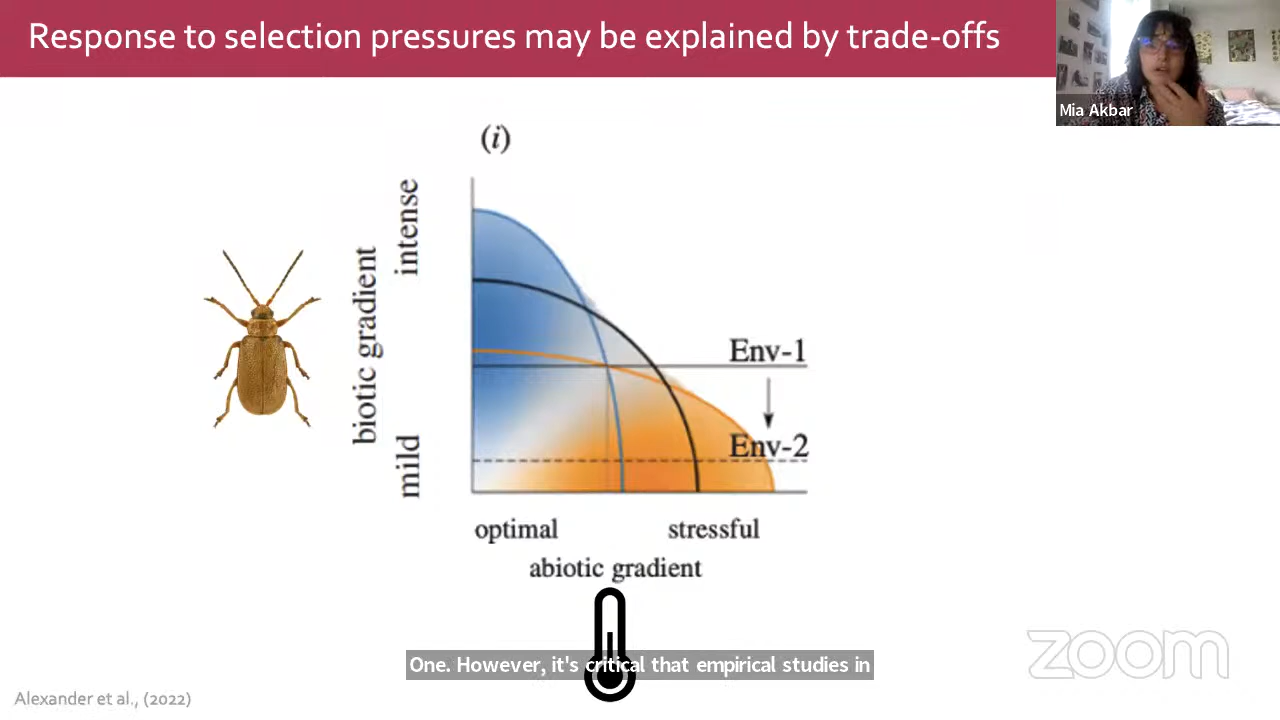 Response to selection pressures may be explained by trade-offs
Mia Akbar
(i)
intense
biotic gradient
mild
Env-1
Env-2
optimal
stressful
abiotic gradient
One. However, it's critical that empirical studies in
zoom
Alexander et al., (2022)